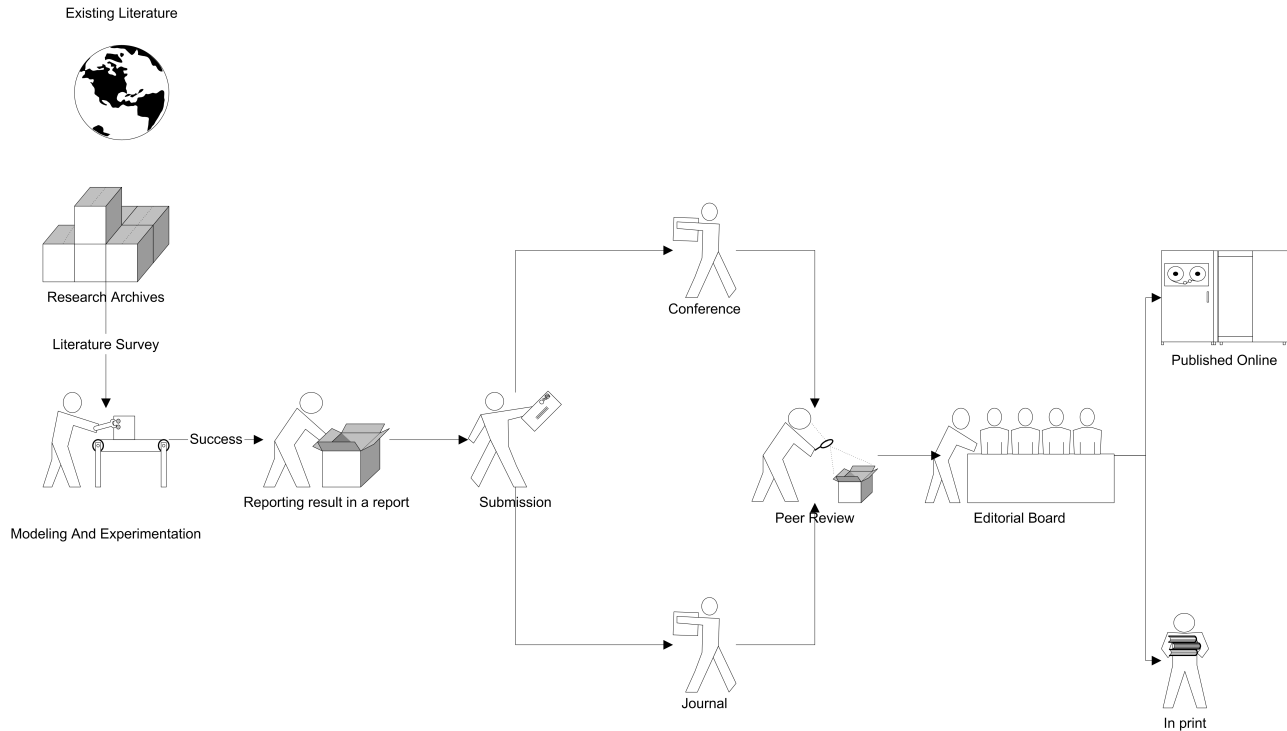 Existing Literature
Research Archives
Literature Survey
Modeling And Experimentation
Success
Reporting result in a report
Submission
Conference
Journal
Peer Review
Editorial Board
Published Online
In print